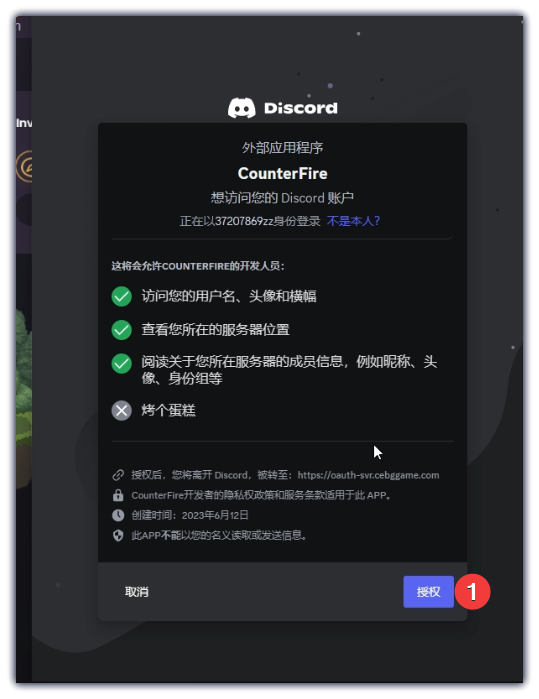 n
Inv
Discord
外部应用程序
CounterFire
想访问您的 Discord 账户
正在以37207869zz身份登录 不是本人?
这将会允许COUNTERFIRE的开发人员：
访问您的用户名、头像和横幅
查看您所在的服务器位置
阅读关于您所在服务器的成员信息，例如昵称、头
像、身份组等
烤个蛋糕
授权后，您将离开 Discord，被转至：https://oauth-svr.cebggame.com
CounterFire开发者的隐私权政策和服务条款适用于此 APP。
创建时间：2023年6月12日
此APP不能以您的名义读取或发送信息。
取消
授权
1